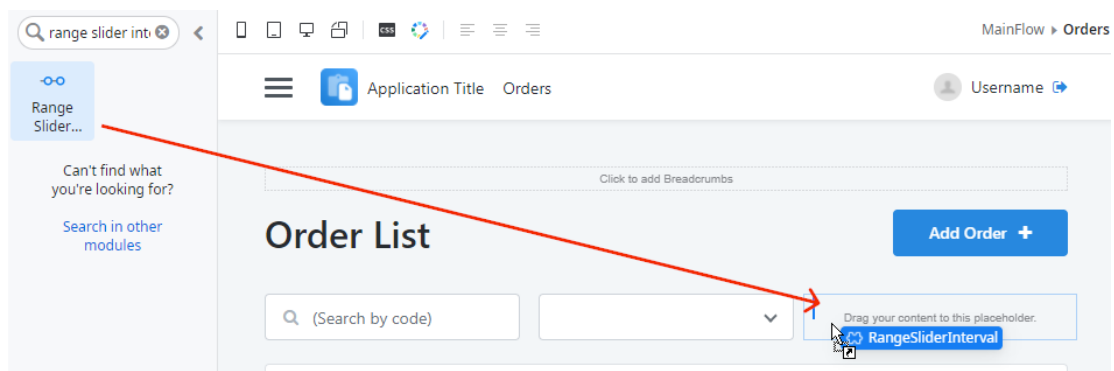 range slider inte
MainFlow Orders
Range
Slider...
Can't find what
you're looking for?
Search in other
modules
css
Application Title Orders
Username
Click to add Breadcrumbs
Order List
Add Order
(Search by code)
Drag your content to this placeholder.
RangeSliderInterval